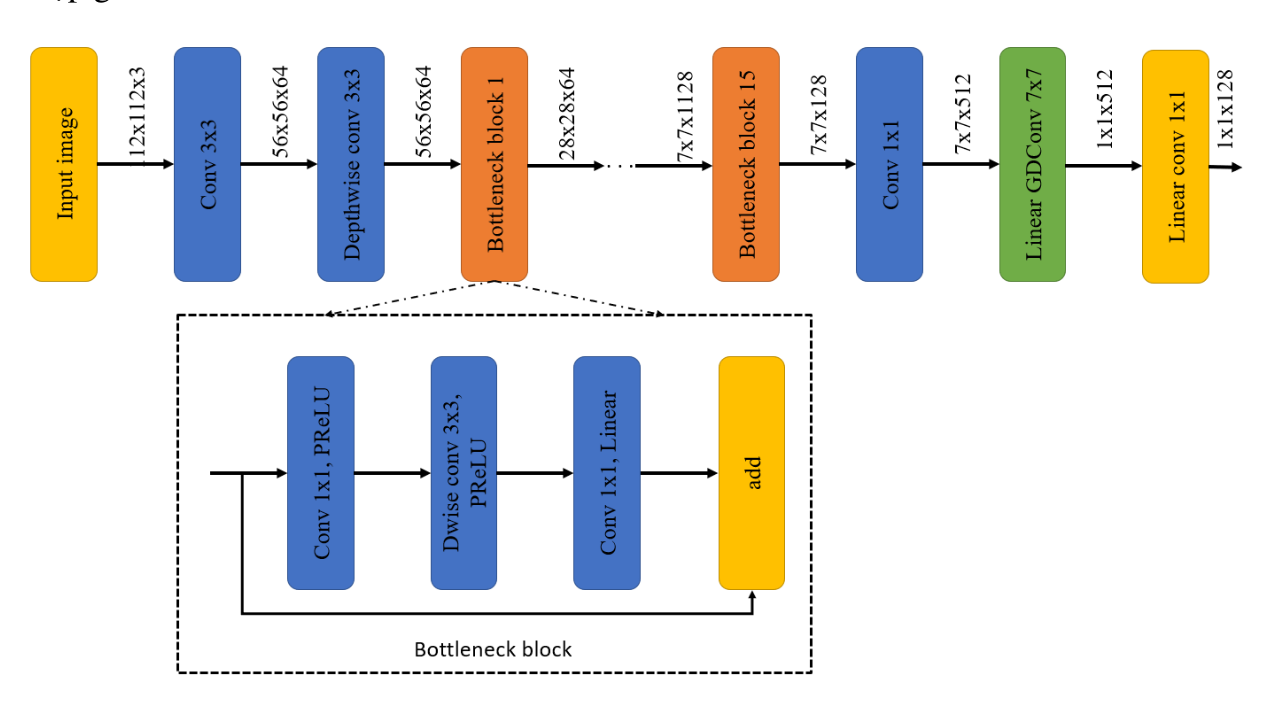 Input image
12x112x3
Conv 3x3
56x56x64
Depthwise conv 3x3
56x56x64
Bottleneck block 1
28x28x64
...
7x7x1128
Bottleneck block 15
7x7x128
Conv 1x1
7x7x512
Linear GDConv 7x7
1x1x512
Linear conv 1x1
1x1x128
Conv 1x1, PReLU
Dwise conv 3x3,
PReLU
Conv 1x1, Linear
add
Bottleneck block